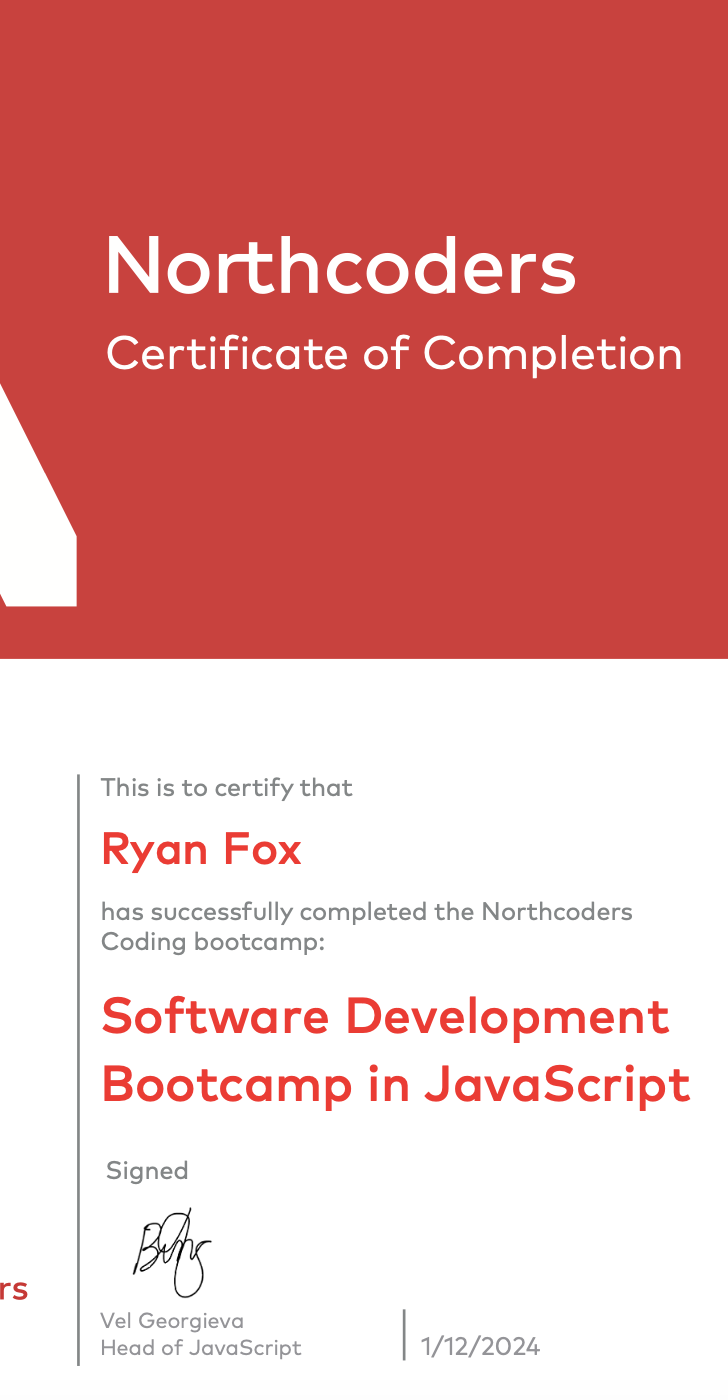 Northcoders
Certificate of Completion
This is to certify that
Ryan Fox
has successfully completed the Northcoders
Coding bootcamp:
Software Development
Bootcamp in JavaScript
Signed
rs
Vel Georgieva
Head of JavaScript
1/12/2024